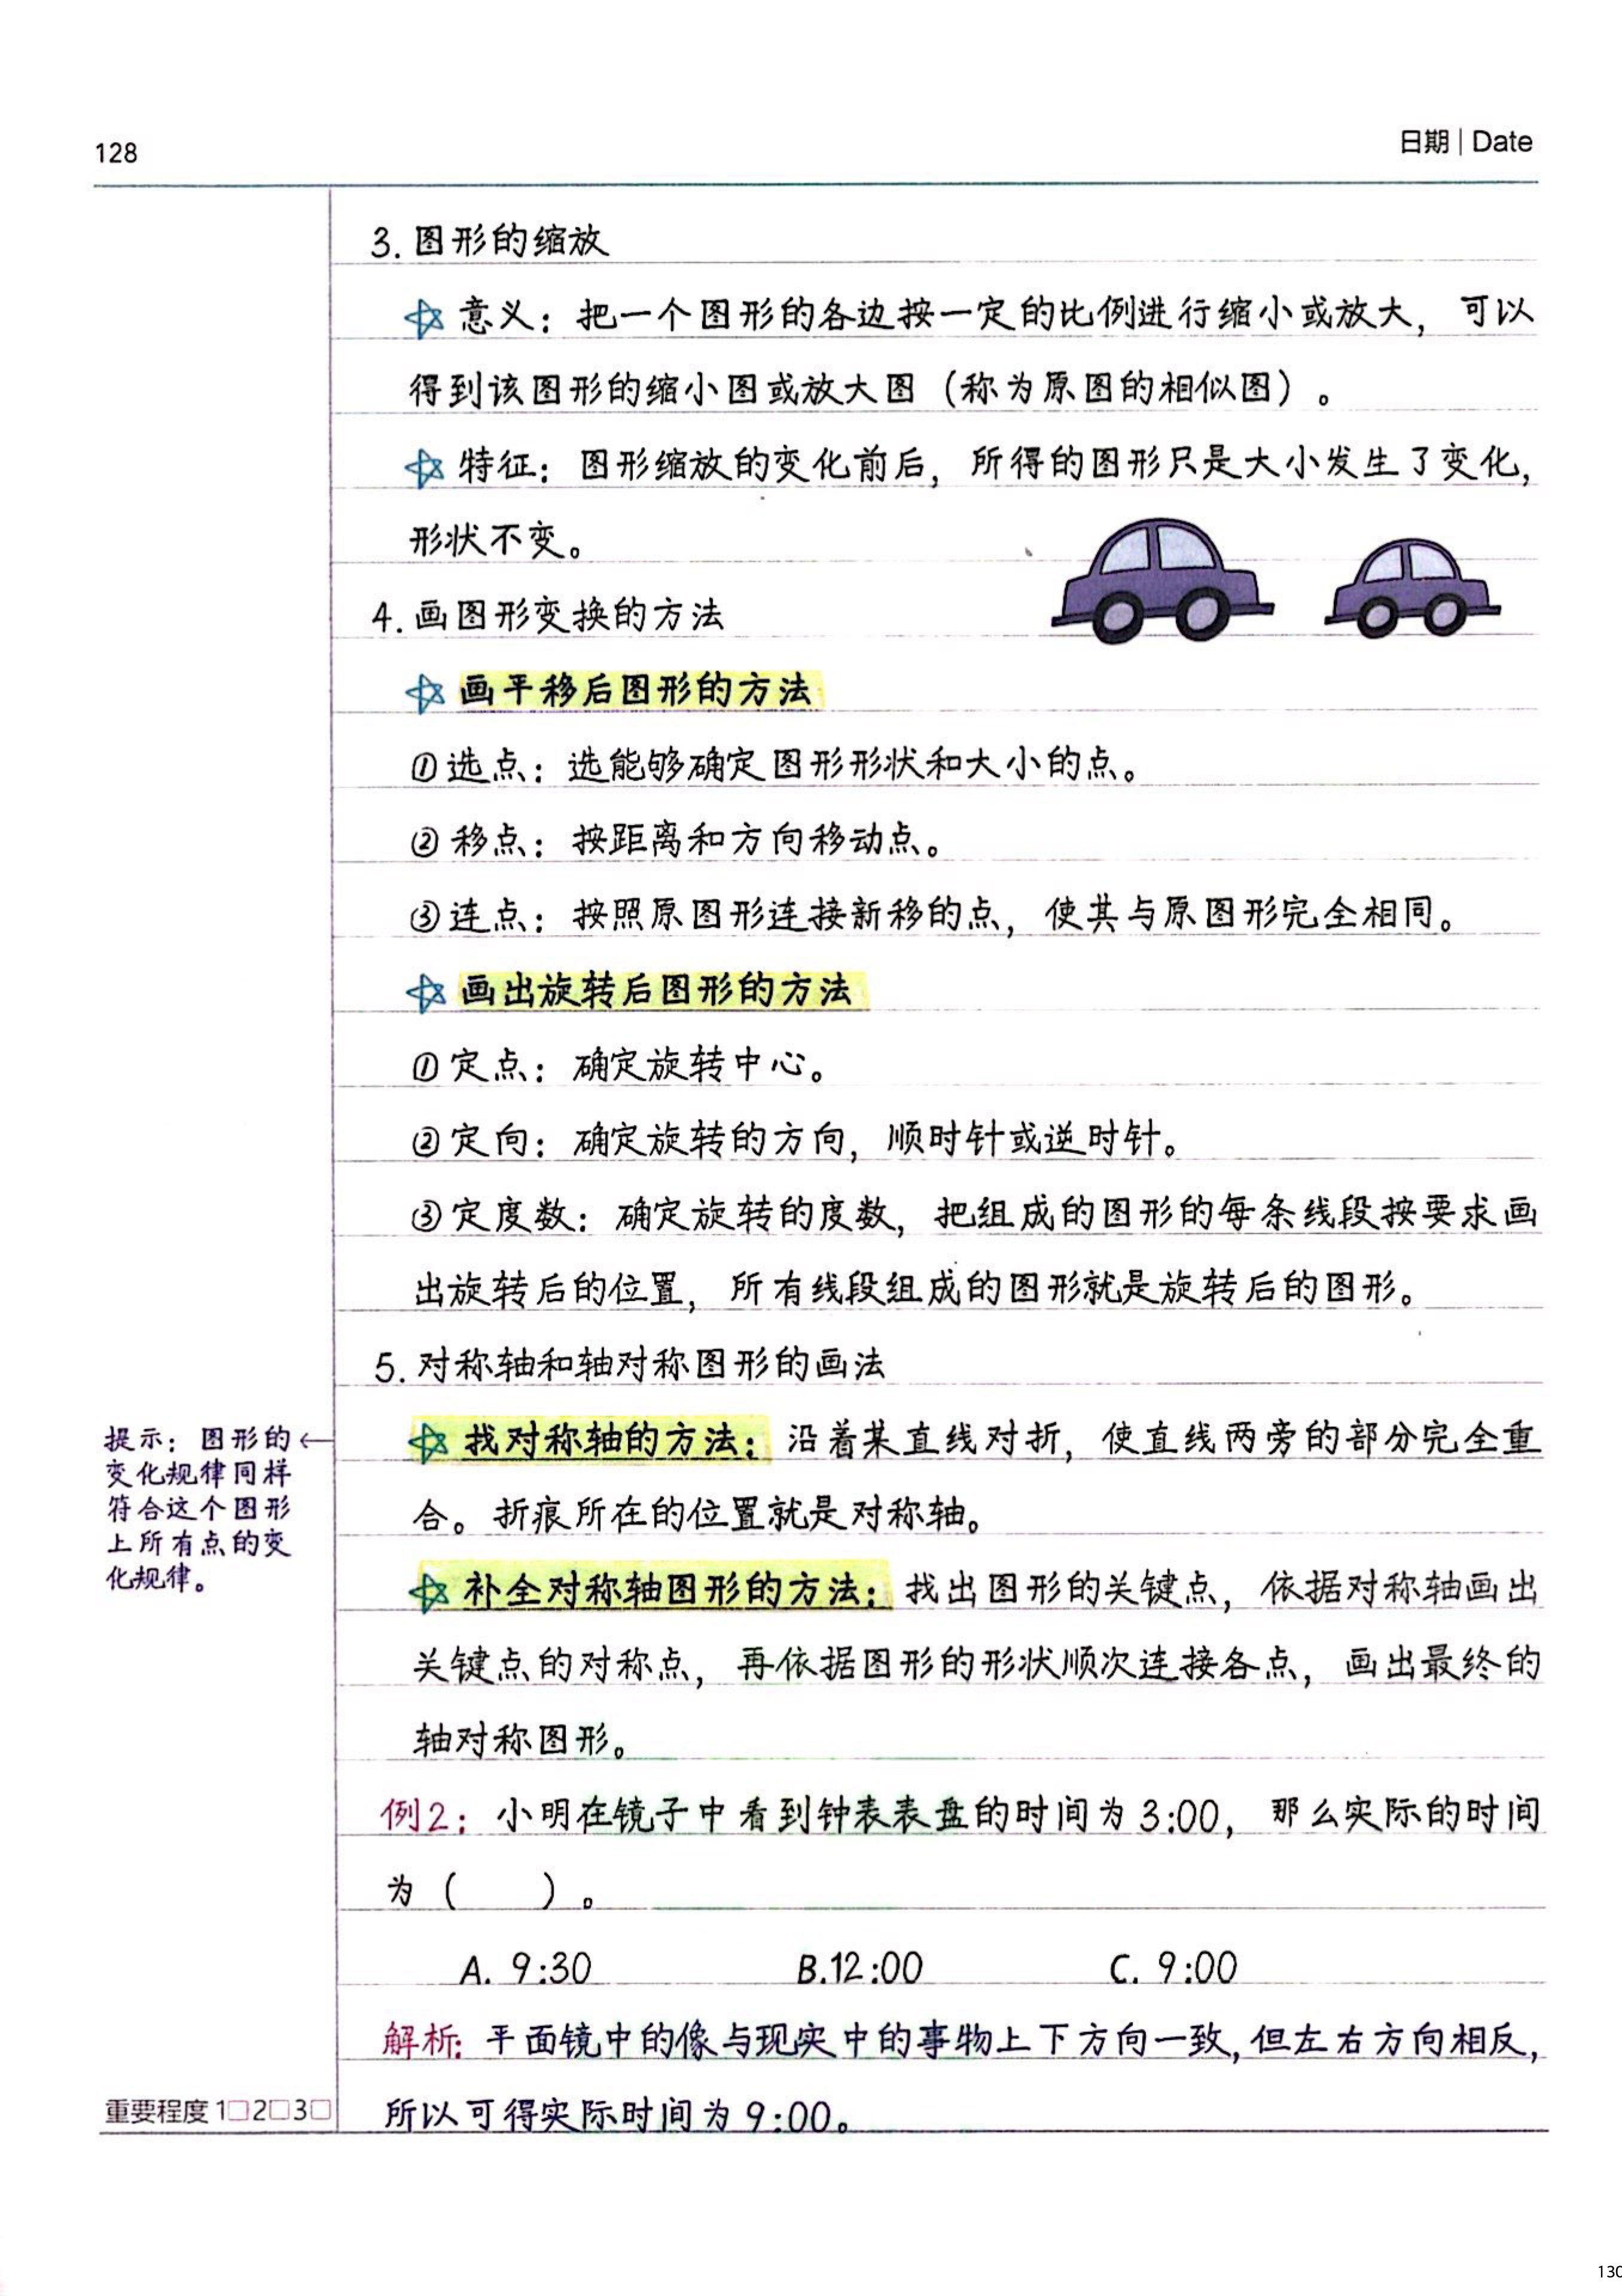 128
日期 | Date
3. 图形的缩放
☆ 意义：把一个图形的各边按一定的比例进行缩小或放大，可以
得到该图形的缩小图或放大图（称为原图的相似图）。
☆ 特征：图形缩放的变化前后，所得的图形只是大小发生了变化，
形状不变。
4. 画图形变换的方法
☆ 画平移后图形的方法
①选点：选能够确定图形形状和大小的点。
②移点：按距离和方向移动点。
③连点：按照原图形连接新移的点，使其与原图形完全相同。
☆ 画出旋转后图形的方法
①定点：确定旋转中心。
②定向：确定旋转的方向，顺时针或逆时针。
③定度数：确定旋转的度数，把组成的图形的每条线段按要求画
出旋转后的位置，所有线段组成的图形就是旋转后的图形。
5. 对称轴和轴对称图形的画法
☆ 找对称轴的方法：沿着某直线对折，使直线两旁的部分完全重
合。折痕所在的位置就是对称轴。
☆ 补全对称轴图形的方法：找出图形的关键点，依据对称轴画出
关键点的对称点，再依据图形的形状顺次连接各点，画出最终的
轴对称图形。
提示：图形的←
变化规律同样
符合这个图形
上所有点的变
化规律。
例2：小明在镜子中看到钟表表盘的时间为3:00，那么实际的时间
为（　　）。
A. 9:30　B.12:00　C. 9:00
解析：平面镜中的像与现实中的事物上下方向一致，但左右方向相反，
所以可得实际时间为9:00。
重要程度 1□2□3□
130